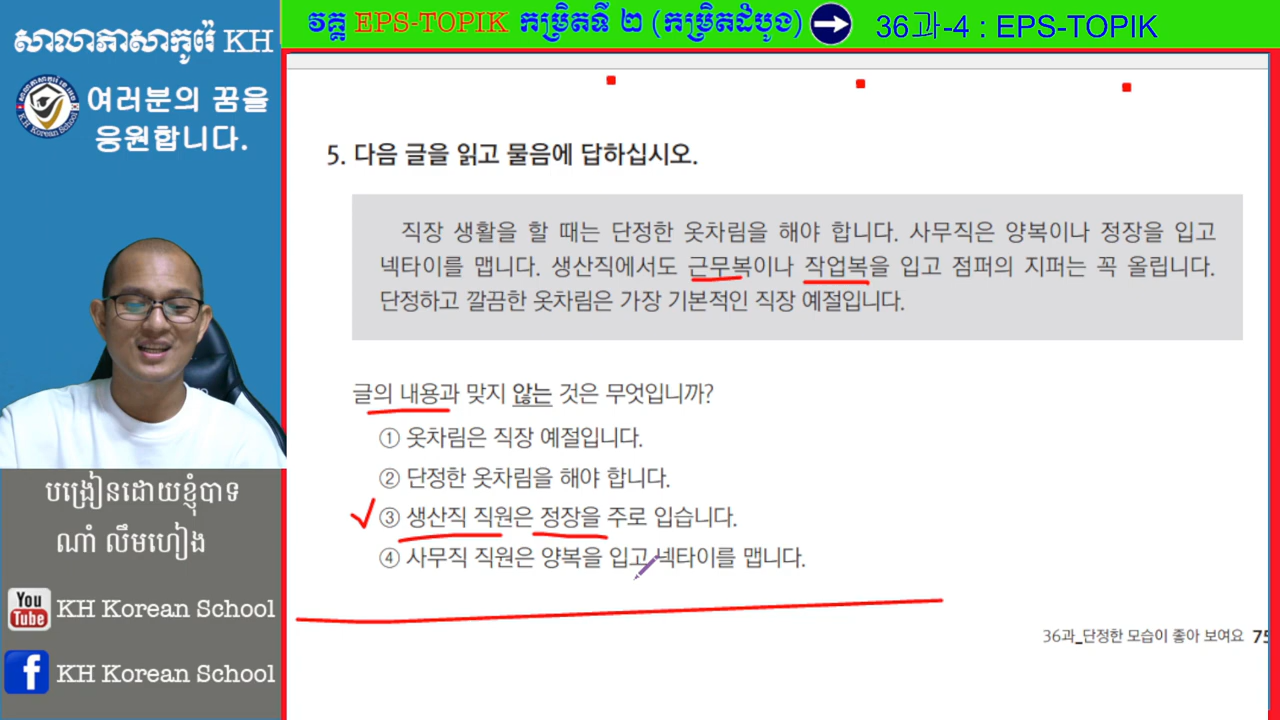 សាលាភាសាកូរ៉េ KH
여러분의 꿈을
응원합니다.
វគ្គ EPS-TOPIK កម្រិតទី ២ (កម្រិតដំបូង) 36과-4 : EPS-TOPIK
5. 다음 글을 읽고 물음에 답하십시오.
직장 생활을 할 때는 단정한 옷차림을 해야 합니다. 사무직은 양복이나 정장을 입고
넥타이를 맵니다. 생산직에서도 근무복이나 작업복을 입고 점퍼의 지퍼는 꼭 올립니다.
단정하고 깔끔한 옷차림은 가장 기본적인 직장 예절입니다.
글의 내용과 맞지 않는 것은 무엇입니까?
① 옷차림은 직장 예절입니다.
② 단정한 옷차림을 해야 합니다.
③ 생산직 직원은 정장을 주로 입습니다.
④ 사무직 직원은 양복을 입고 넥타이를 맵니다.
36과_단정한 모습이 좋아 보여요 75
បង្រៀនដោយខ្ញុំបាទ
ណាំ លឹមហៀង
You Tube KH Korean School
f KH Korean School